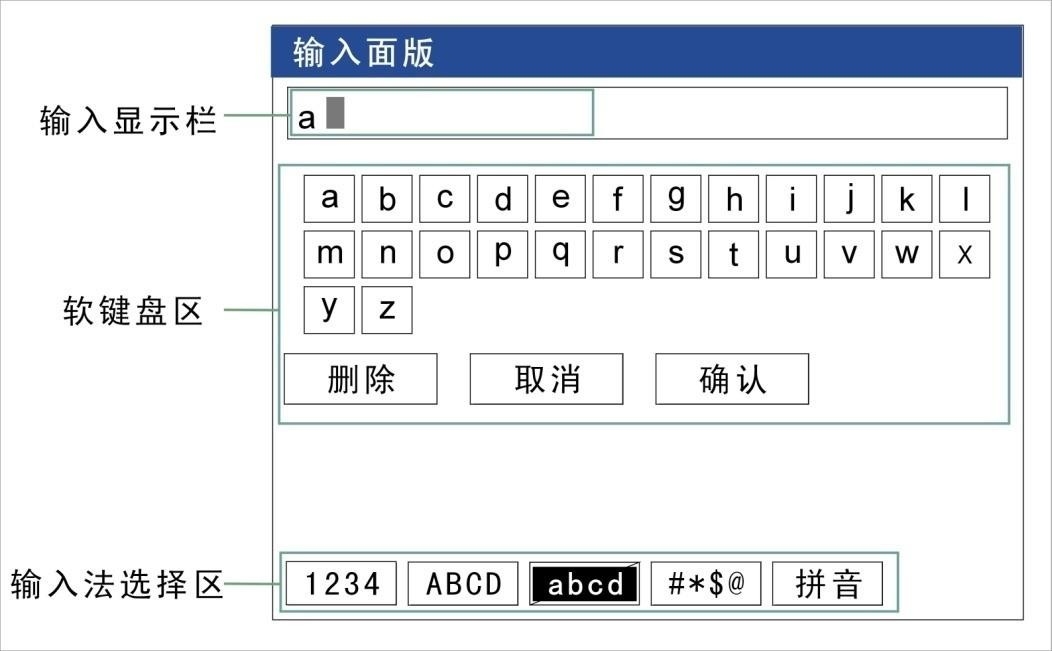 输入面版
输入显示栏 a
a b c d e f g h i j k l
m n o p q r s t u v w x
软键盘区 y z
删除 取消 确认
输入法选择区 1234 ABCD abcd #*$@ 拼音